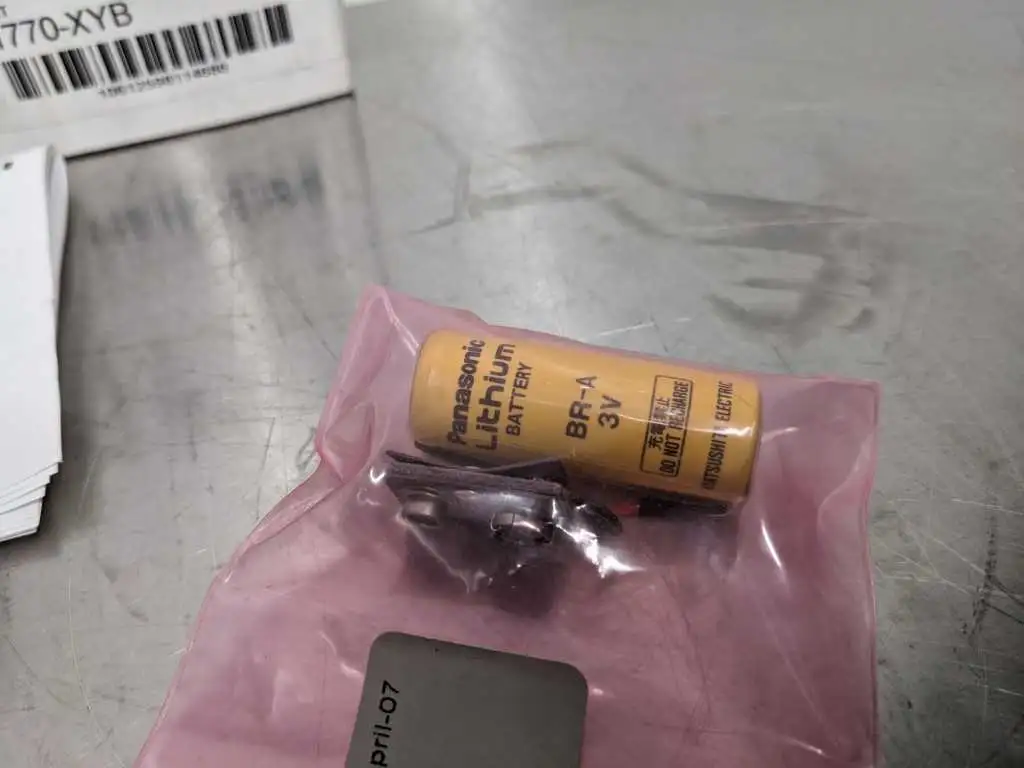 770-XYB
Panasonic
Lithium
BATTERY
BR-A
3V
充電禁止
DO NOT RECHARGE
MATSUSHITA ELECTRIC
pril-07